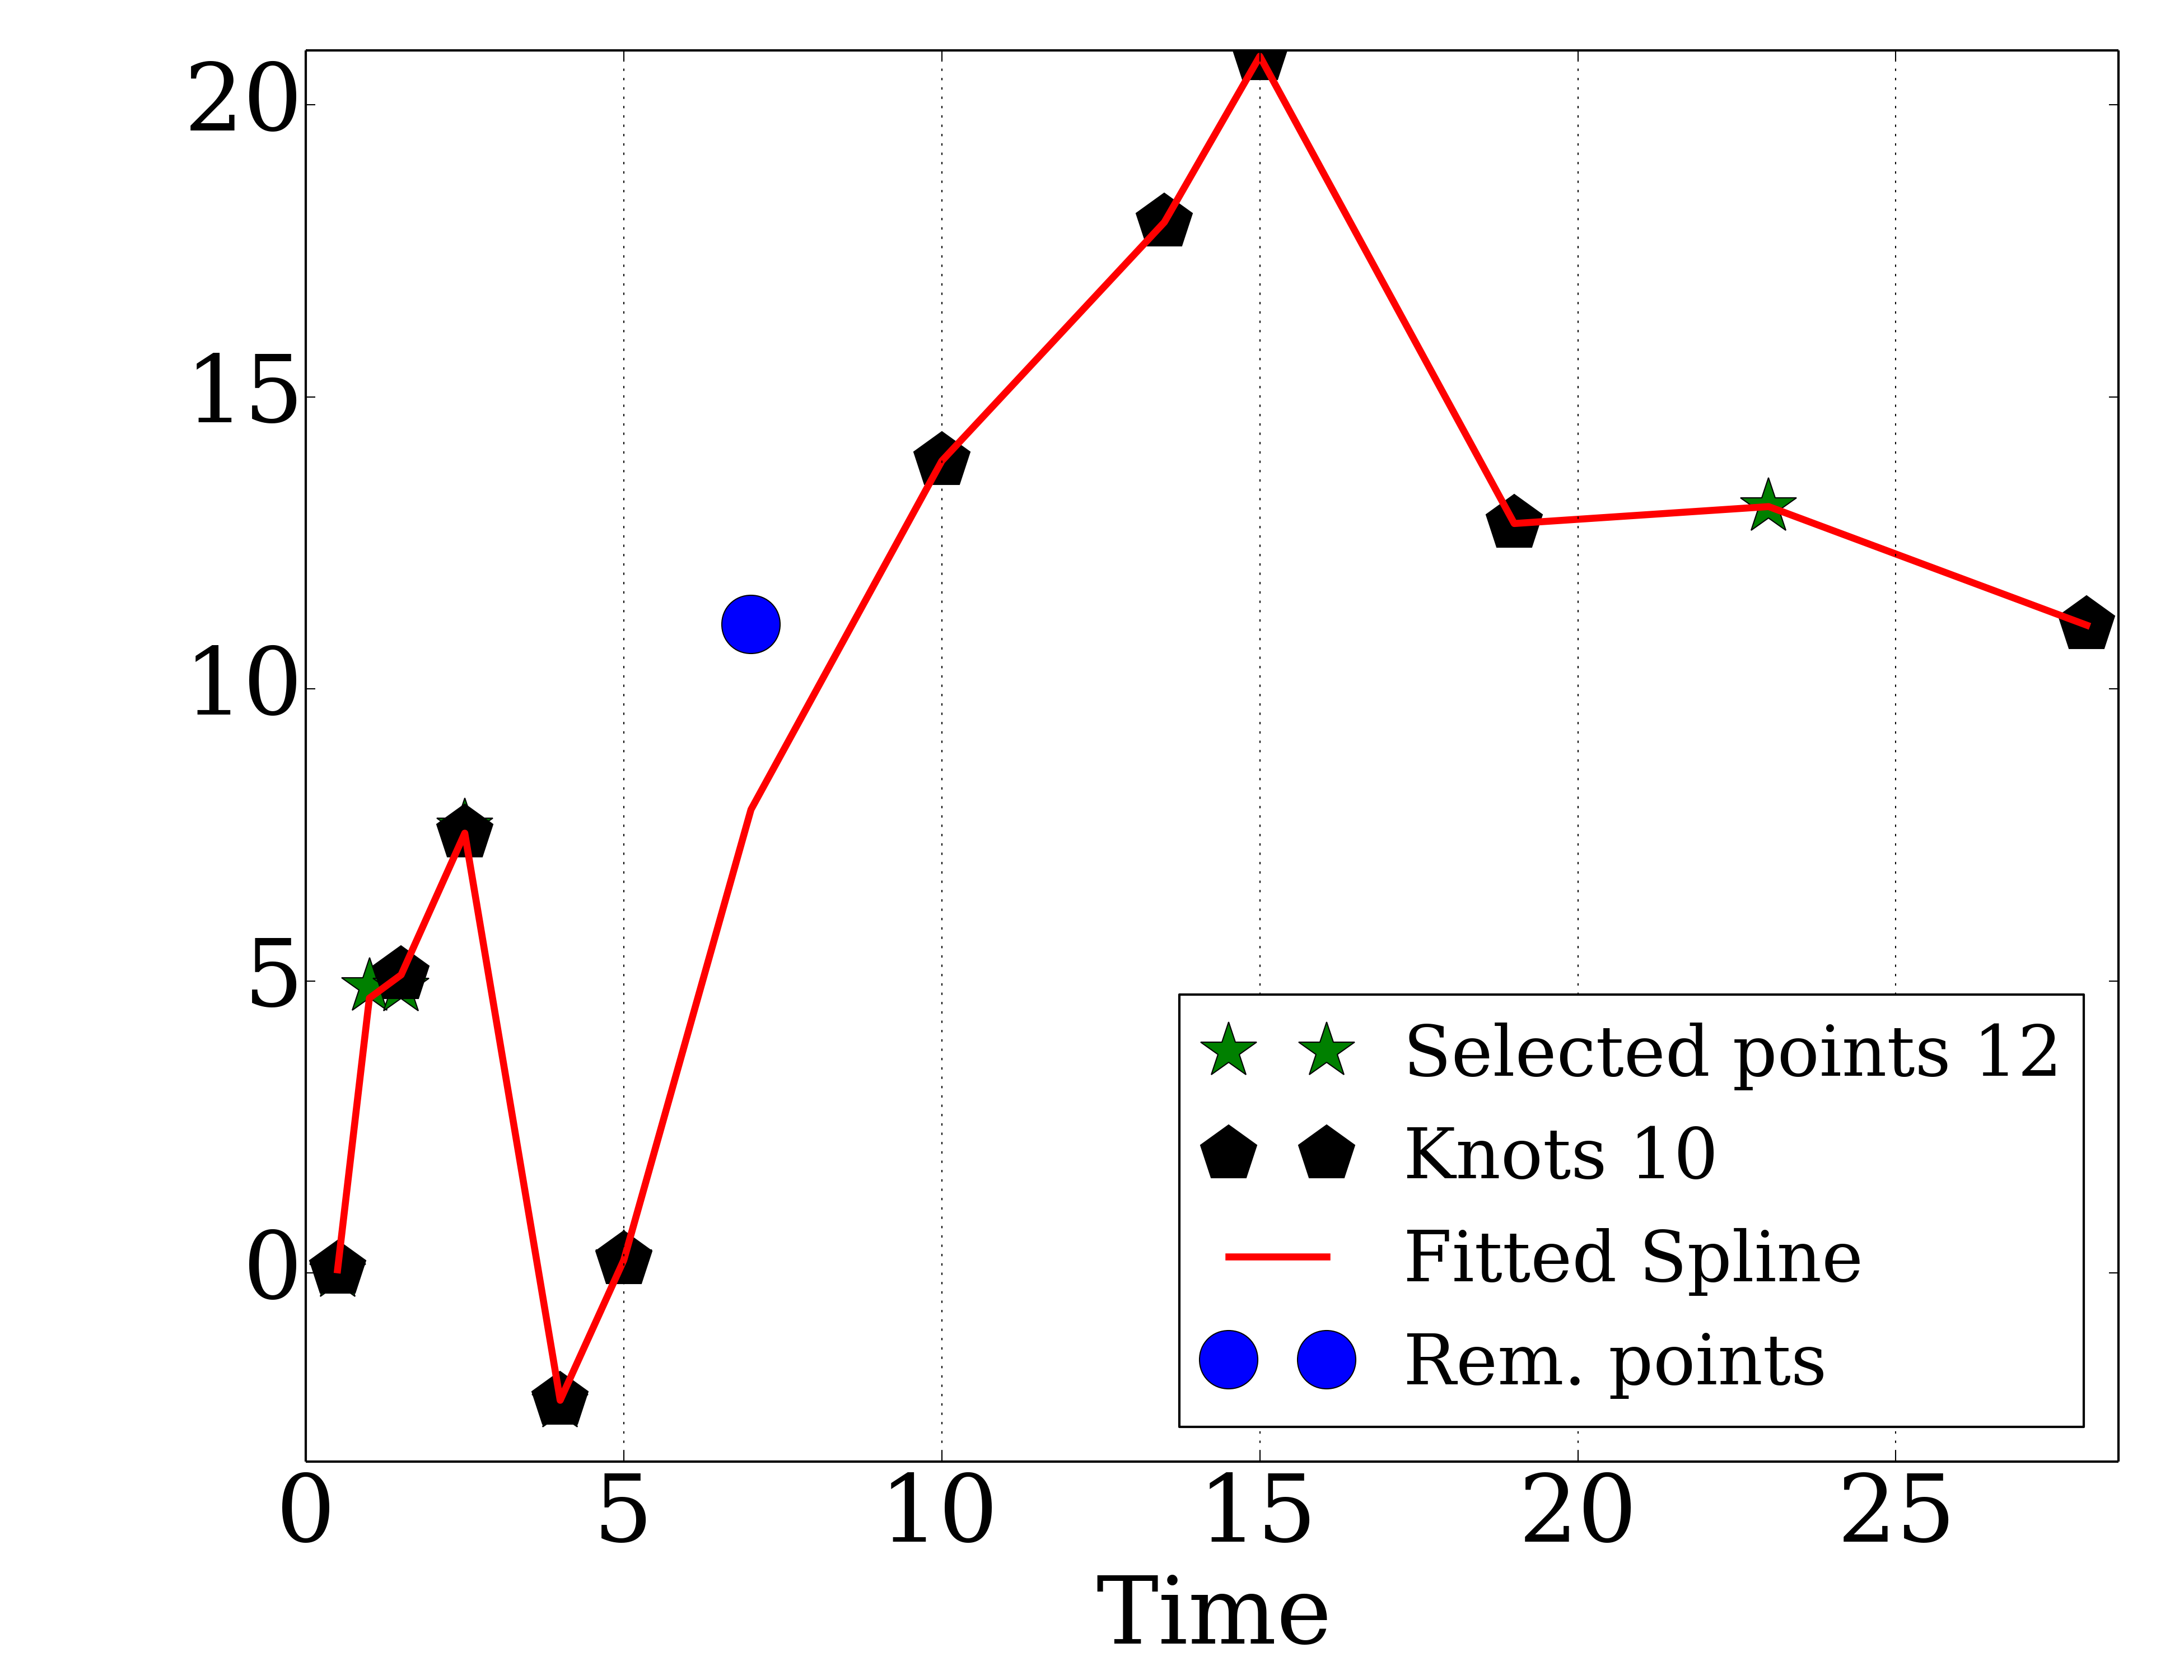 20
15
10
5
0
Selected points 12
Knots 10
Fitted Spline
Rem. points
0 5 10 15 20 25
Time